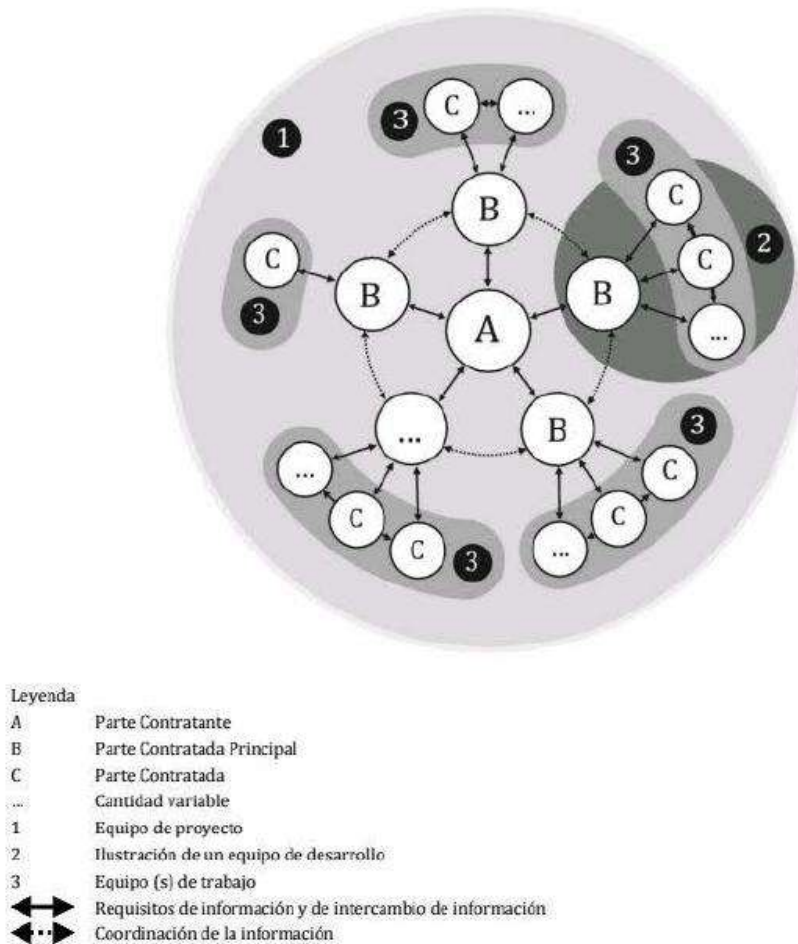 C ...
3
1
3
C
2
B
C
C
B
B
3
A
...
...
B
3
...
C
C
C
C
3
...
Leyenda
A Parte Contratante
B Parte Contratada Principal
C Parte Contratada
... Cantidad variable
1 Equipo de proyecto
2 Ilustración de un equipo de desarrollo
3 Equipo (s) de trabajo
Requisitos de información y de intercambio de información
Coordinación de la información